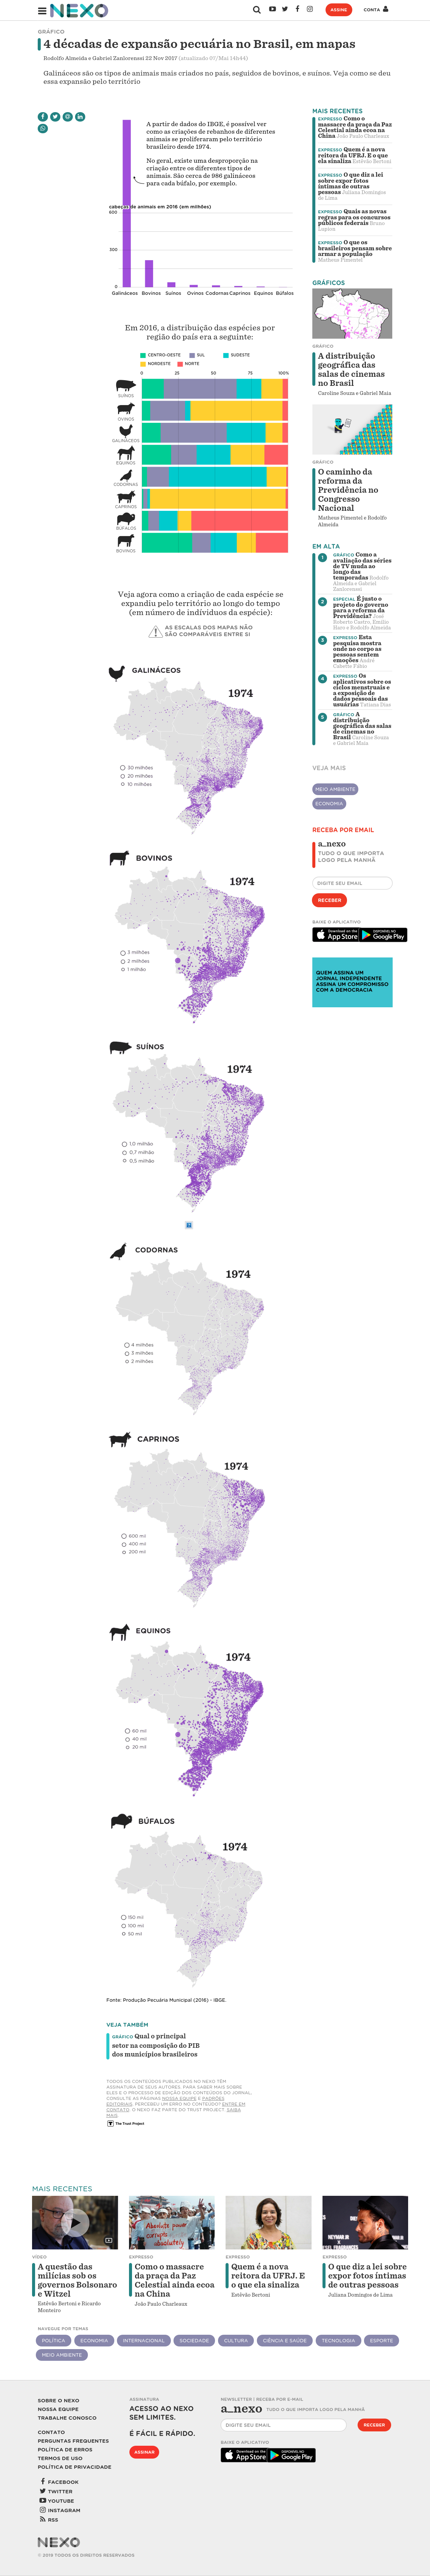 NEXO
ASSINE
CONTA
GRÁFICO
4 décadas de expansão pecuária no Brasil, em mapas
Rodolfo Almeida e Gabriel Zanlorenssi 22 Nov 2017 (atualizado 07/Mai 14h44)
Galináceos são os tipos de animais mais criados no país, seguidos de bovinos, e suínos. Veja como se deu
essa expansão pelo território
A partir de dados do IBGE, é possível ver
como as criações de rebanhos de diferentes
animais se proliferaram pelo território
brasileiro desde 1974.
No geral, existe uma desproporção na
criação entre os diferentes tipos de
animais. São cerca de seis galináceos
para cada búfalo, por exemplo.
cabeças de animais em 2016 (em milhões)
600
300
0
Galináceos Bovinos Suínos Ovinos Codornas Caprinos Equinos Búfalos
Em 2016, a distribuição das espécies por
região do país era a seguinte:
CENTRO-OESTE SUL SUDESTE
NORDESTE NORTE
0 25 50 75 100%
SUÍNOS
OVINOS
GALINÁCEOS
EQUINOS
CODORNAS
CAPRINOS
BÚFALOS
BOVINOS
Veja agora como a criação de cada espécie se
expandiu pelo território ao longo do tempo
(em número de indivíduos da espécie):
AS ESCALAS DOS MAPAS NÃO
SÃO COMPARÁVEIS ENTRE SI
GALINÁCEOS
1974
30 milhões
20 milhões
10 milhões
BOVINOS
1974
3 milhões
2 milhões
1 milhão
SUÍNOS
1974
1,0 milhão
0,7 milhão
0,5 milhão
CODORNAS
1974
4 milhões
3 milhões
2 milhões
CAPRINOS
1974
600 mil
400 mil
200 mil
EQUINOS
1974
60 mil
40 mil
20 mil
BÚFALOS
1974
150 mil
100 mil
50 mil
Fonte: Produção Pecuária Municipal (2016) - IBGE.
VEJA TAMBÉM
GRÁFICO Qual o principal
setor na composição do PIB
dos municípios brasileiros
TODOS OS CONTEÚDOS PUBLICADOS NO NEXO TÊM
ASSINATURA DE SEUS AUTORES. PARA SABER MAIS SOBRE
ELES E O PROCESSO DE EDIÇÃO DOS CONTEÚDOS DO JORNAL,
CONSULTE AS PÁGINAS NOSSA EQUIPE E PADRÕES
EDITORIAIS. PERCEBEU UM ERRO NO CONTEÚDO? ENTRE EM
CONTATO. O NEXO FAZ PARTE DO TRUST PROJECT. SAIBA
MAIS.
The Trust Project
MAIS RECENTES
EXPRESSO Como o
massacre da praça da Paz
Celestial ainda ecoa na
China João Paulo Charleaux
EXPRESSO Quem é a nova
reitora da UFRJ. E o que
ela sinaliza Estêvão Bertoni
EXPRESSO O que diz a lei
sobre expor fotos
íntimas de outras
pessoas Juliana Domingos
de Lima
EXPRESSO Quais as novas
regras para os concursos
públicos federais Bruno
Lupion
EXPRESSO O que os
brasileiros pensam sobre
armar a população
Matheus Pimentel
GRÁFICOS
GRÁFICO
A distribuição
geográfica das
salas de cinemas
no Brasil
Caroline Souza e Gabriel Maia
GRÁFICO
O caminho da
reforma da
Previdência no
Congresso
Nacional
Matheus Pimentel e Rodolfo
Almeida
EM ALTA
1 GRÁFICO Como a
avaliação das séries
de TV muda ao
longo das
temporadas Rodolfo
Almeida e Gabriel
Zanlorenssi
2 ESPECIAL É justo o
projeto do governo
para a reforma da
Previdência? José
Roberto Castro, Emilio
Haro e Rodolfo Almeida
3 EXPRESSO Esta
pesquisa mostra
onde no corpo as
pessoas sentem
emoções André
Cabette Fábio
4 EXPRESSO Os
aplicativos sobre os
ciclos menstruais e
a exposição de
dados pessoais das
usuárias Tatiana Dias
5 GRÁFICO A
distribuição
geográfica das salas
de cinemas no
Brasil Caroline Souza
e Gabriel Maia
VEJA MAIS
MEIO AMBIENTE
ECONOMIA
RECEBA POR EMAIL
a_nexo
TUDO O QUE IMPORTA
LOGO PELA MANHÃ
DIGITE SEU EMAIL
RECEBER
BAIXE O APLICATIVO
Download on the App Store
DISPONÍVEL NO Google Play
QUEM ASSINA UM
JORNAL INDEPENDENTE
ASSINA UM COMPROMISSO
COM A DEMOCRACIA
MAIS RECENTES
VÍDEO
A questão das
milícias sob os
governos Bolsonaro
e Witzel
Estêvão Bertoni e Ricardo
Monteiro
Absolute power
corrupts
absolutely
EXPRESSO
Como o massacre
da praça da Paz
Celestial ainda ecoa
na China
João Paulo Charleaux
EXPRESSO
Quem é a nova
reitora da UFRJ. E
o que ela sinaliza
Estêvão Bertoni
EXPRESSO
O que diz a lei sobre
expor fotos íntimas
de outras pessoas
Juliana Domingos de Lima
NAVEGUE POR TEMAS
POLÍTICA ECONOMIA INTERNACIONAL SOCIEDADE CULTURA CIÊNCIA E SAÚDE TECNOLOGIA ESPORTE
MEIO AMBIENTE
SOBRE O NEXO
NOSSA EQUIPE
TRABALHE CONOSCO
CONTATO
PERGUNTAS FREQUENTES
POLÍTICA DE ERROS
TERMOS DE USO
POLÍTICA DE PRIVACIDADE
FACEBOOK
TWITTER
YOUTUBE
INSTAGRAM
RSS
ASSINATURA
ACESSO AO NEXO
SEM LIMITES.
É FÁCIL E RÁPIDO.
ASSINAR
NEWSLETTER | RECEBA POR E-MAIL
a_nexo TUDO O QUE IMPORTA LOGO PELA MANHÃ
DIGITE SEU EMAIL
RECEBER
BAIXE O APLICATIVO
Download on the App Store
DISPONÍVEL NO Google Play
NEXO
© 2019 TODOS OS DIREITOS RESERVADOS